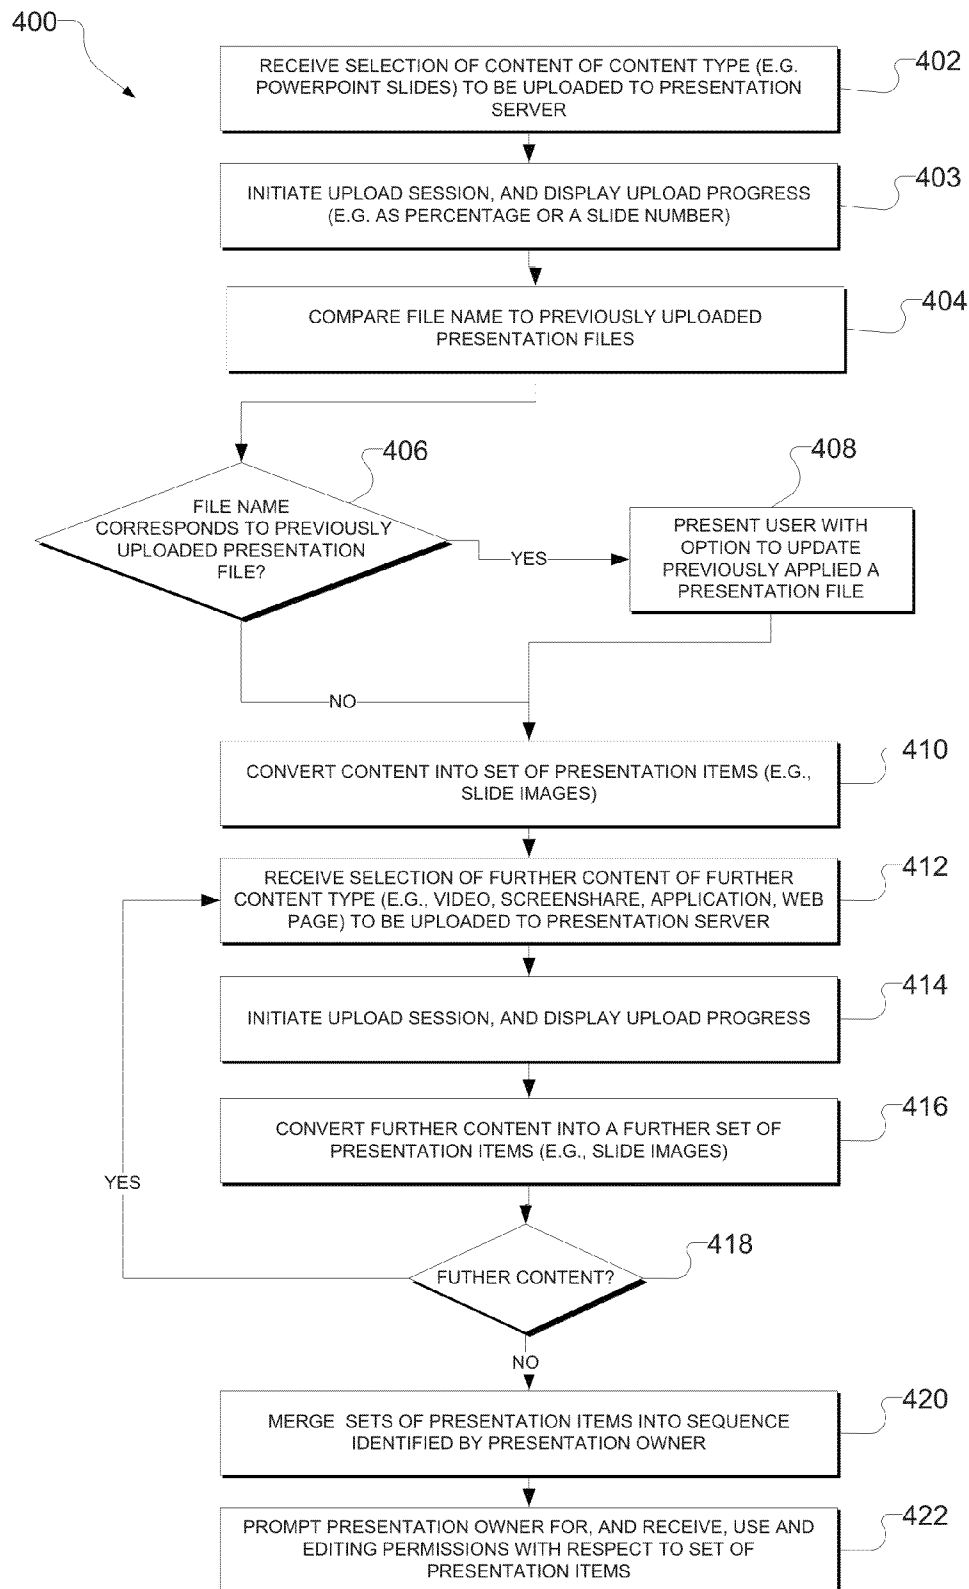 400
RECEIVE SELECTION OF CONTENT OF CONTENT TYPE (E.G.
POWERPOINT SLIDES) TO BE UPLOADED TO PRESENTATION
SERVER
402
INITIATE UPLOAD SESSION, AND DISPLAY UPLOAD PROGRESS
(E.G. AS PERCENTAGE OR A SLIDE NUMBER)
403
COMPARE FILE NAME TO PREVIOUSLY UPLOADED
PRESENTATION FILES
404
FILE NAME
CORRESPONDS TO PREVIOUSLY
UPLOADED PRESENTATION
FILE?
406
YES
PRESENT USER WITH
OPTION TO UPDATE
PREVIOUSLY APPLIED A
PRESENTATION FILE
408
NO
CONVERT CONTENT INTO SET OF PRESENTATION ITEMS (E.G.,
SLIDE IMAGES)
410
RECEIVE SELECTION OF FURTHER CONTENT OF FURTHER
CONTENT TYPE (E.G., VIDEO, SCREENSHARE, APPLICATION, WEB
PAGE) TO BE UPLOADED TO PRESENTATION SERVER
412
INITIATE UPLOAD SESSION, AND DISPLAY UPLOAD PROGRESS
414
CONVERT FURTHER CONTENT INTO A FURTHER SET OF
PRESENTATION ITEMS (E.G., SLIDE IMAGES)
416
YES
FUTHER CONTENT?
418
NO
MERGE SETS OF PRESENTATION ITEMS INTO SEQUENCE
IDENTIFIED BY PRESENTATION OWNER
420
PROMPT PRESENTATION OWNER FOR, AND RECEIVE, USE AND
EDITING PERMISSIONS WITH RESPECT TO SET OF
PRESENTATION ITEMS
422